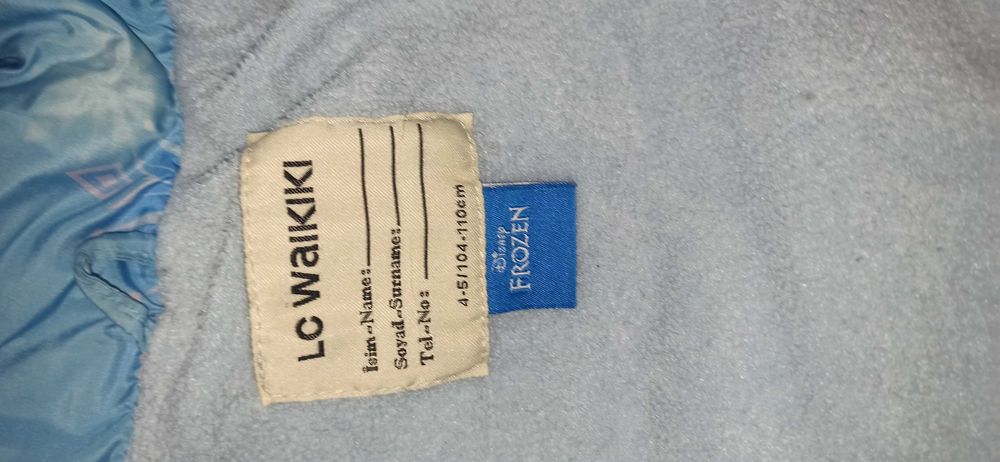 LC WAIKIKI
İsim~Name:
Soyad~Surname:
Tel~No:
4-5/104-110cm
Disney
FROZEN